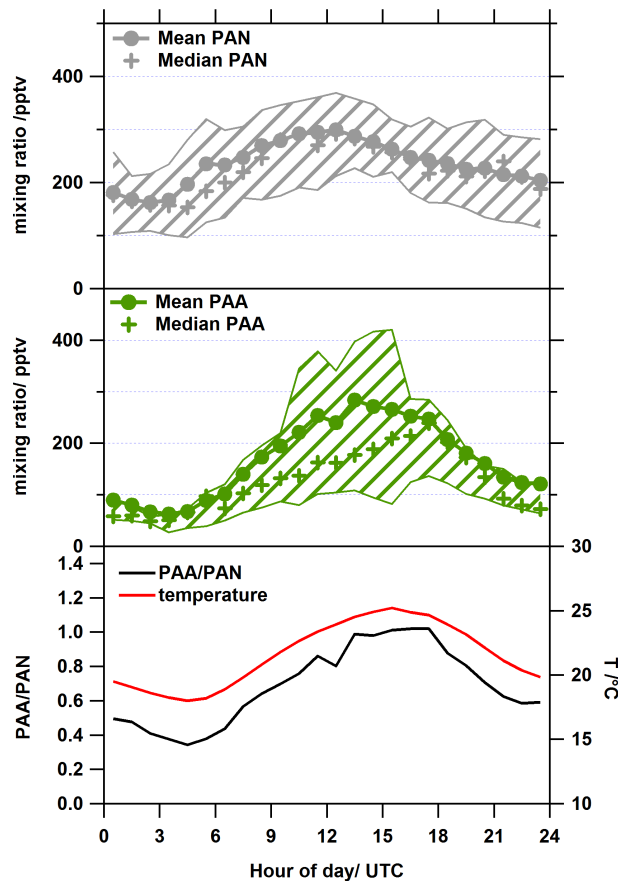 Mean PAN
Median PAN
mixing ratio /pptv
400
200
0
Mean PAA
Median PAA
mixing ratio/ pptv
400
200
0
PAA/PAN
temperature
PAA/PAN
1.4
1.2
1.0
0.8
0.6
0.4
0.2
0.0
30
25
20
15
10
T /°C
0 3 6 9 12 15 18 21 24
Hour of day/ UTC